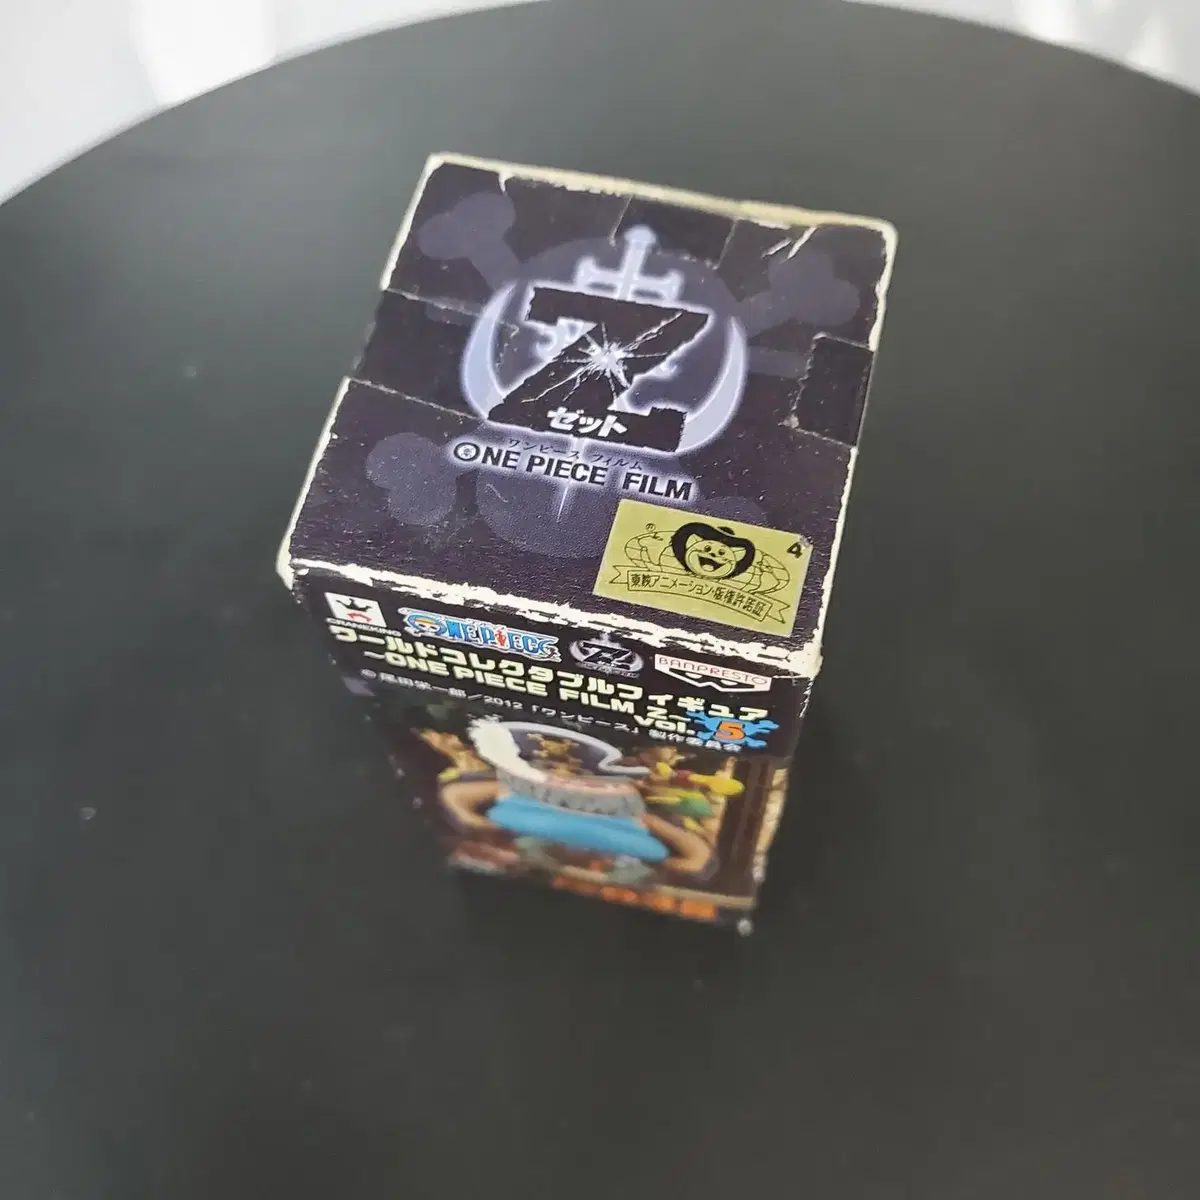 Z
ゼット
ワンピース フィルム
ONE PIECE FILM
4
東映アニメーション・版権許諾証
BANPRESTO
ONE PIECE
ワールドコレクタブルフィギュア
~ONE PIECE FILM Z~
vol. 5
©尾田栄一郎／2012「ワンピース」製作委員会